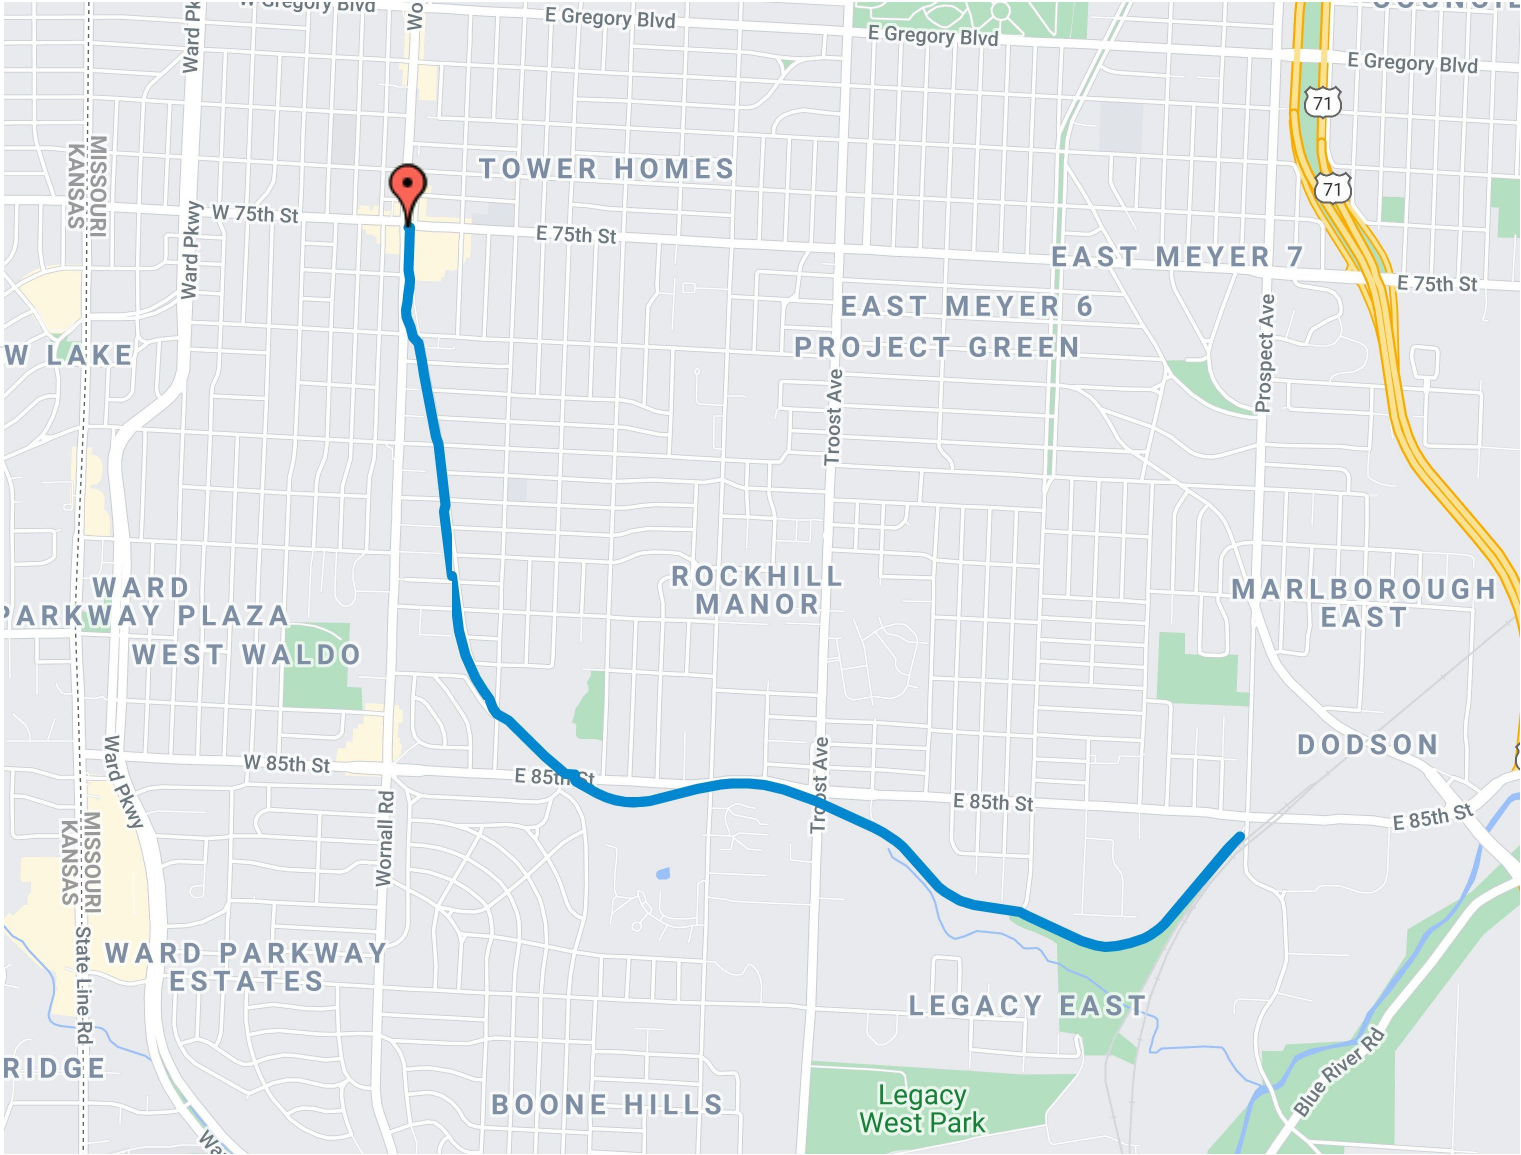 W Gregory Blvd
E Gregory Blvd
E Gregory Blvd
E Gregory Blvd
71
71
TOWER HOMES
MISSOURI
KANSAS
W 75th St
E 75th St
E 75th St
Ward Pkwy
EAST MEYER 7
EAST MEYER 6
PROJECT GREEN
W LAKE
Troost Ave
Prospect Ave
ROCKHILL
MANOR
MARLBOROUGH
EAST
WARD
PARKWAY PLAZA
WEST WALDO
DODSON
W 85th St
E 85th St
E 85th St
E 85th St
Ward Pkwy
Wornall Rd
Troost Ave
MISSOURI
KANSAS
State Line Rd
WARD PARKWAY
ESTATES
LEGACY EAST
RIDGE
BOONE HILLS
Legacy
West Park
Blue River Rd